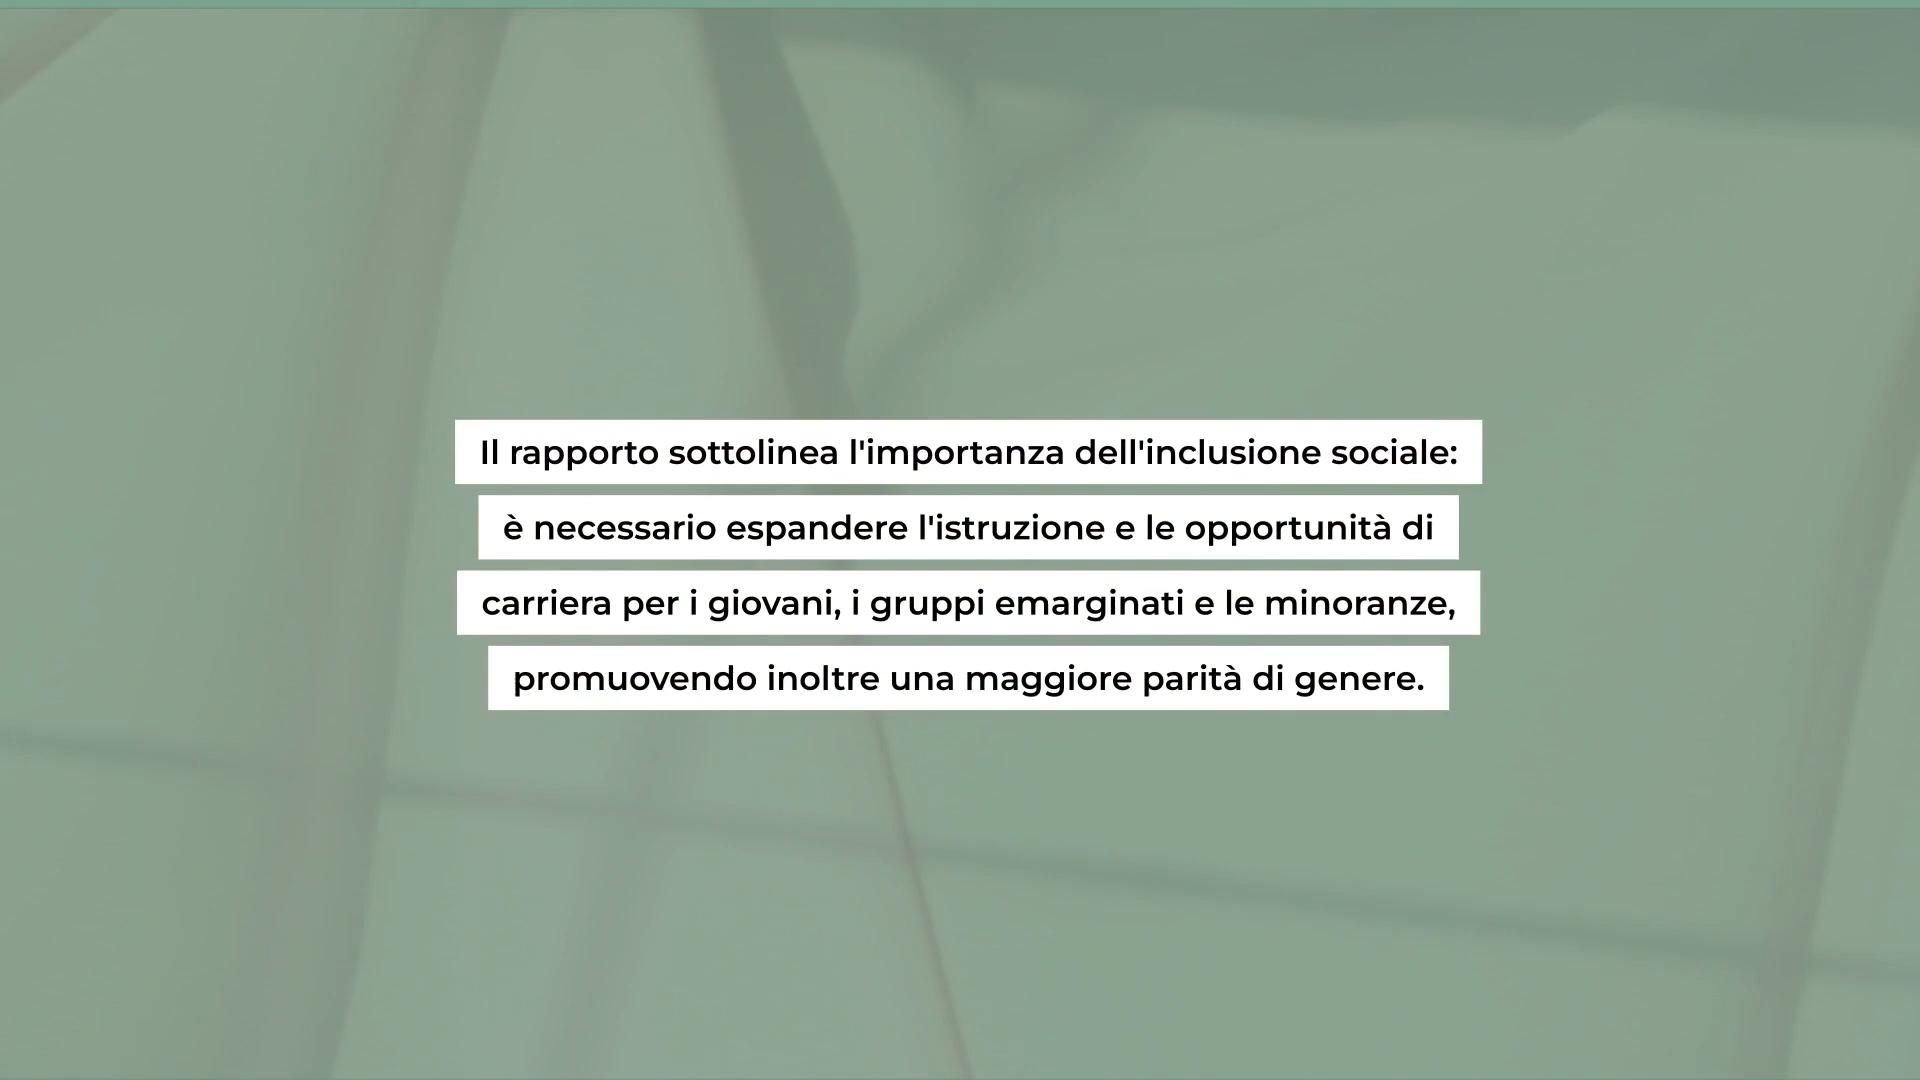 Il rapporto sottolinea l'importanza dell'inclusione sociale:
è necessario espandere l'istruzione e le opportunità di
carriera per i giovani, i gruppi emarginati e le minoranze,
promuovendo inoltre una maggiore parità di genere.